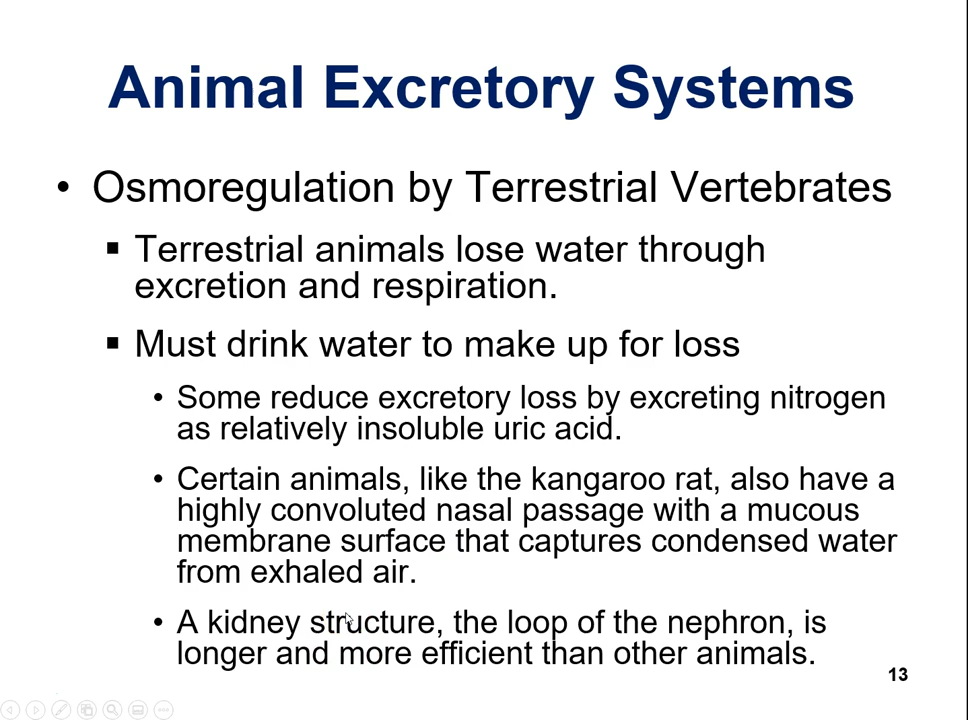 Animal Excretory Systems
• Osmoregulation by Terrestrial Vertebrates
▪ Terrestrial animals lose water through
excretion and respiration.
▪ Must drink water to make up for loss
• Some reduce excretory loss by excreting nitrogen
as relatively insoluble uric acid.
• Certain animals, like the kangaroo rat, also have a
highly convoluted nasal passage with a mucous
membrane surface that captures condensed water
from exhaled air.
• A kidney structure, the loop of the nephron, is
longer and more efficient than other animals.
13